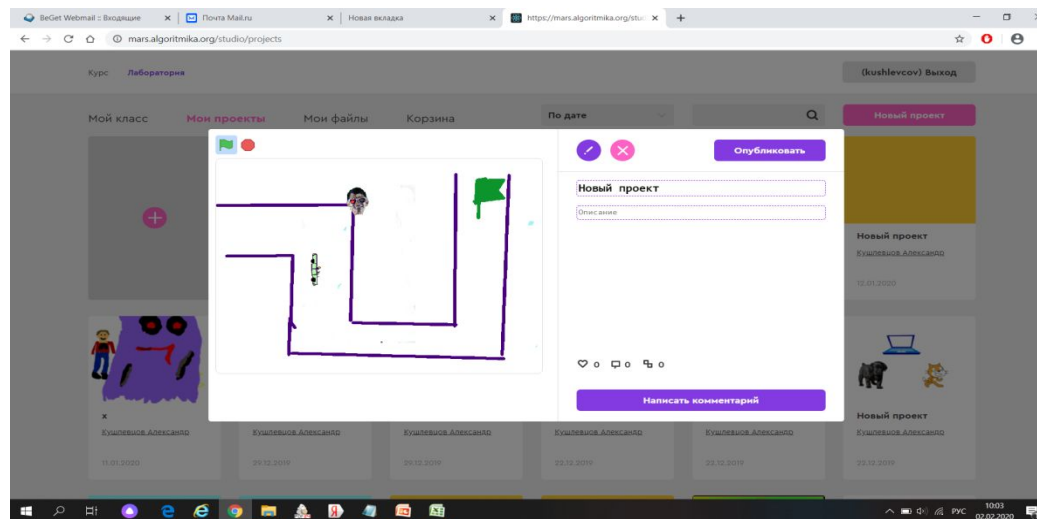 BeGet Webmail :: Входящие
Почта Mail.ru
Новая вкладка
https://mars.algoritmika.org/stu
mars.algoritmika.org/studio/projects
Курс Лаборатория (kushlevcov) Выход
Мой класс Мои проекты Мои файлы Корзина По дате Новый проект
Опубликовать
Новый проект
Описание
Новый проект
Кушлевцов Александр
12.01.2020
0 0 0
Написать комментарий
x
Новый проект
Кушлевцов Александр Кушлевцов Александр Кушлевцов Александр Кушлевцов Александр Кушлевцов Александр Кушлевцов Александр
11.01.2020 29.12.2019 29.12.2019 22.12.2019 22.12.2019 22.12.2019
РУС
10:03
02.02.2020